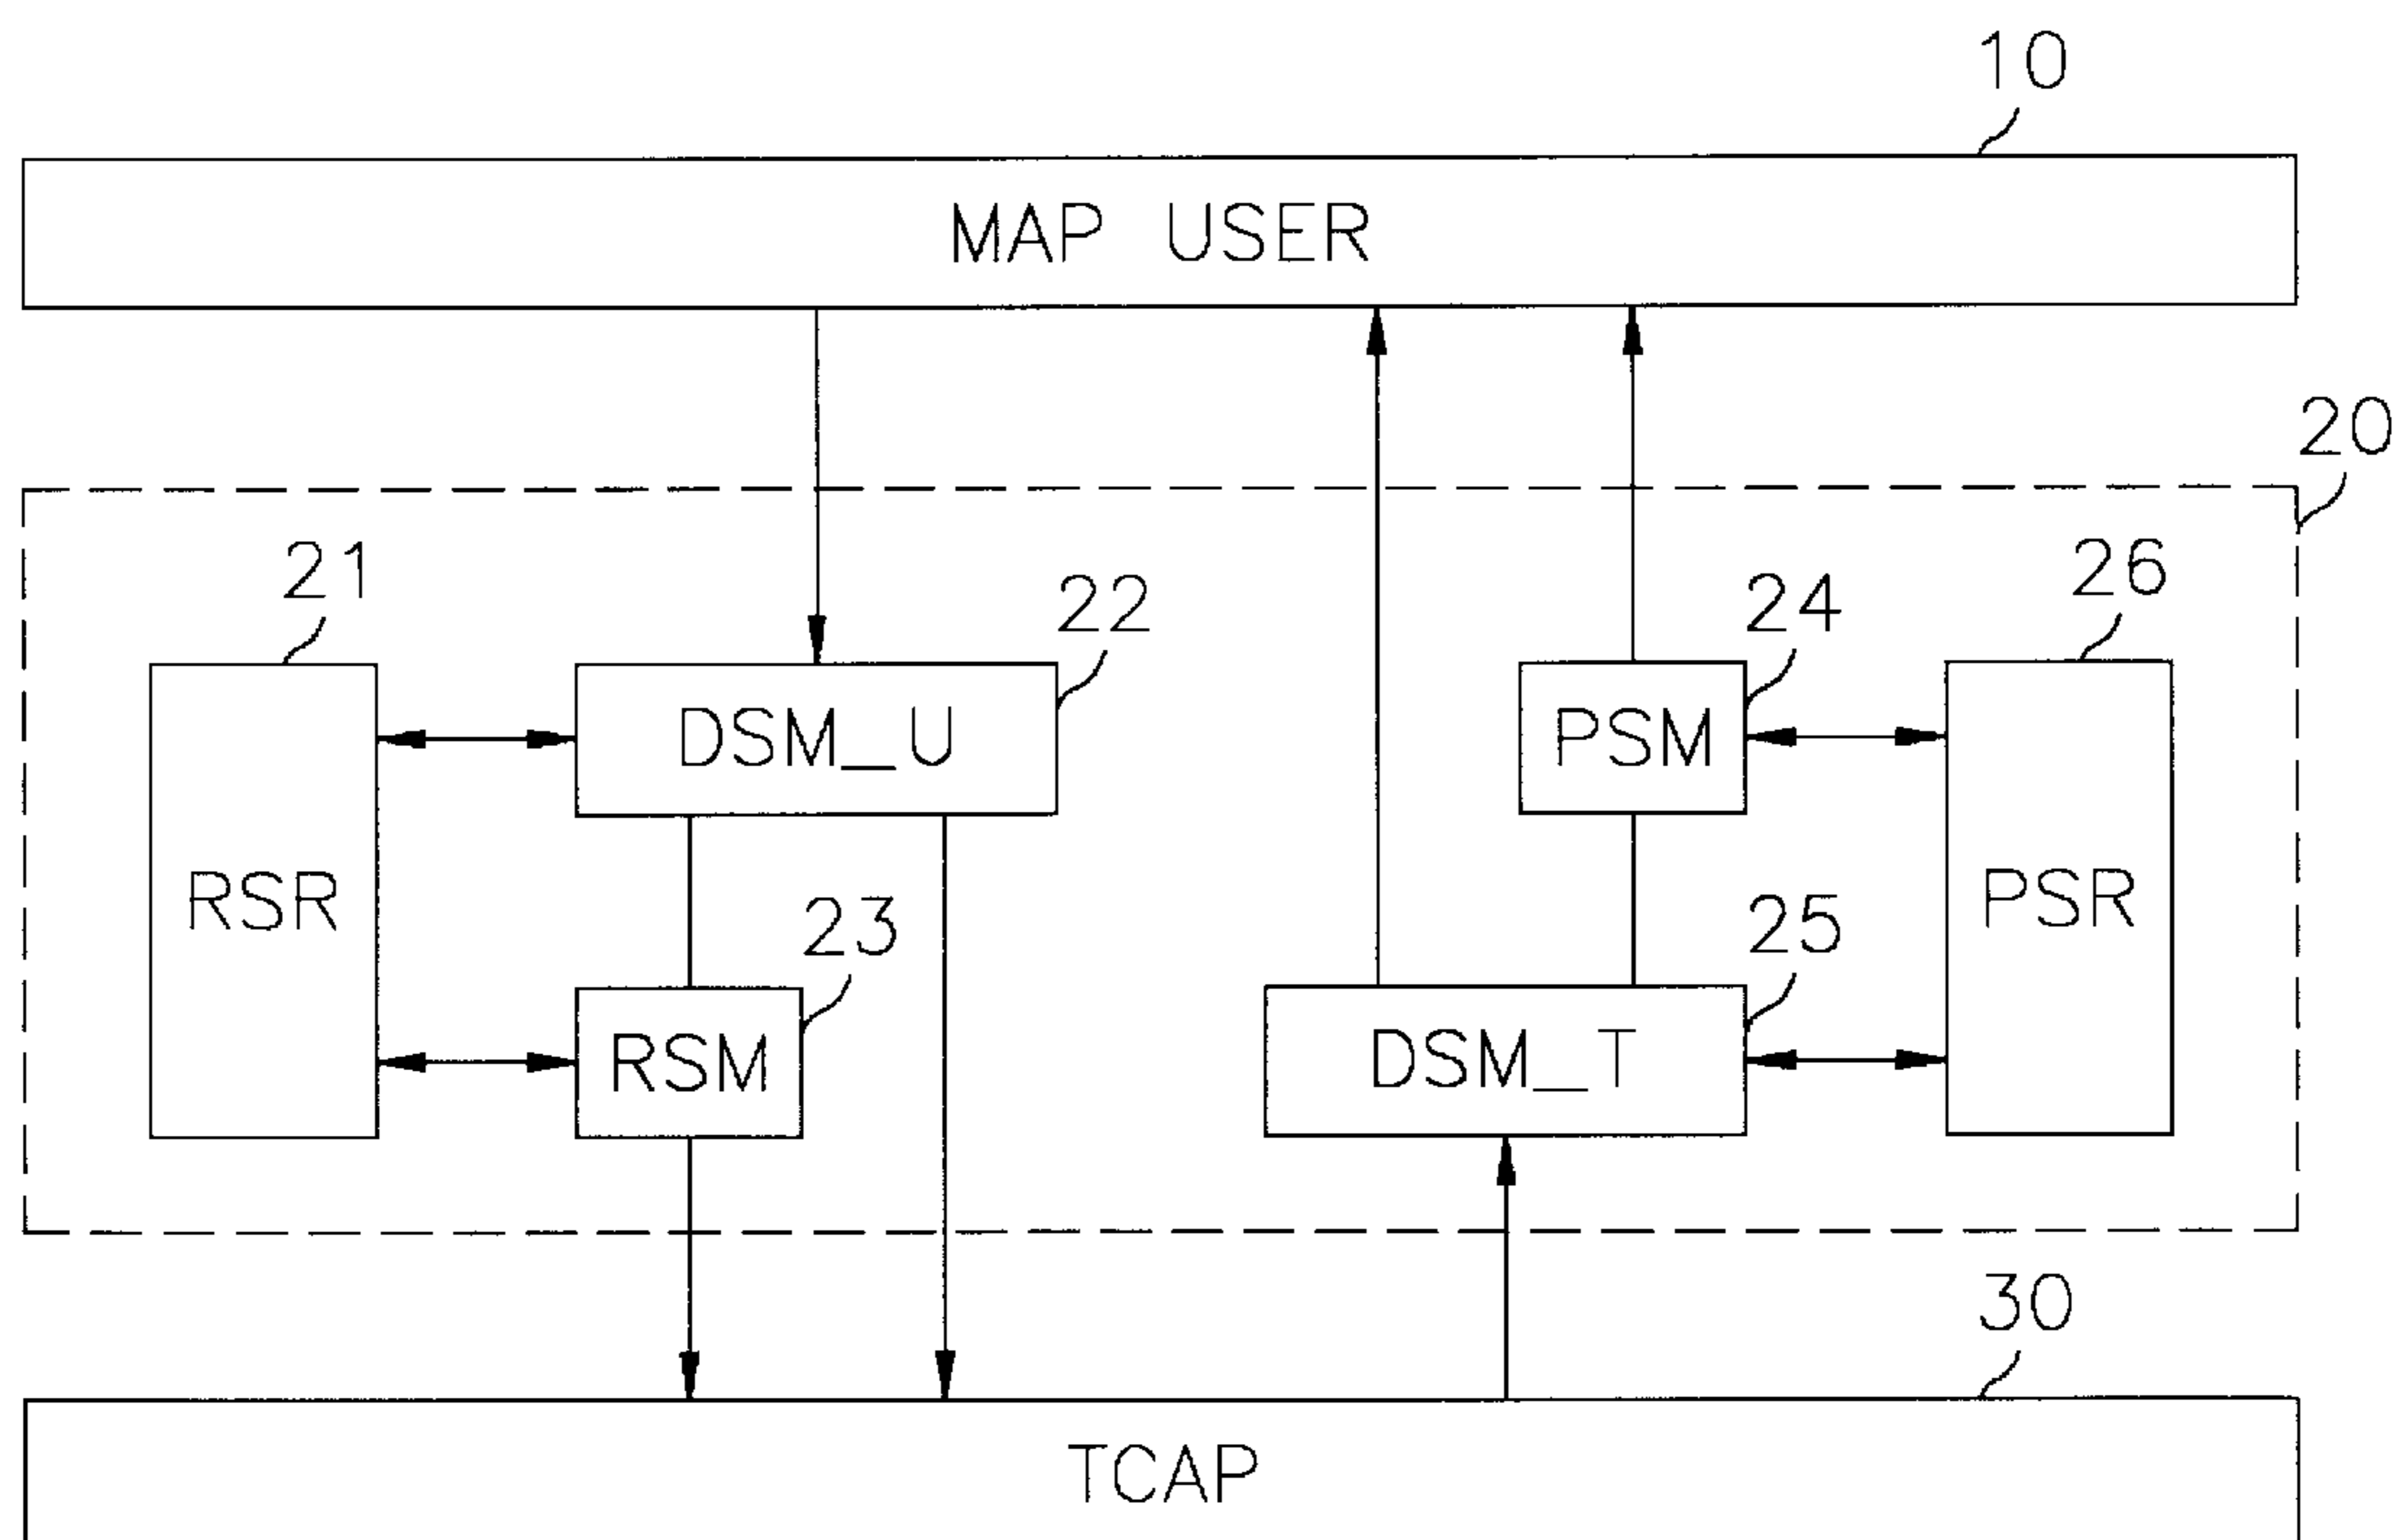 10
MAP USER
20
21
22
24
26
DSM_U
PSM
RSR
PSR
23
25
RSM
DSM_T
30
TCAP